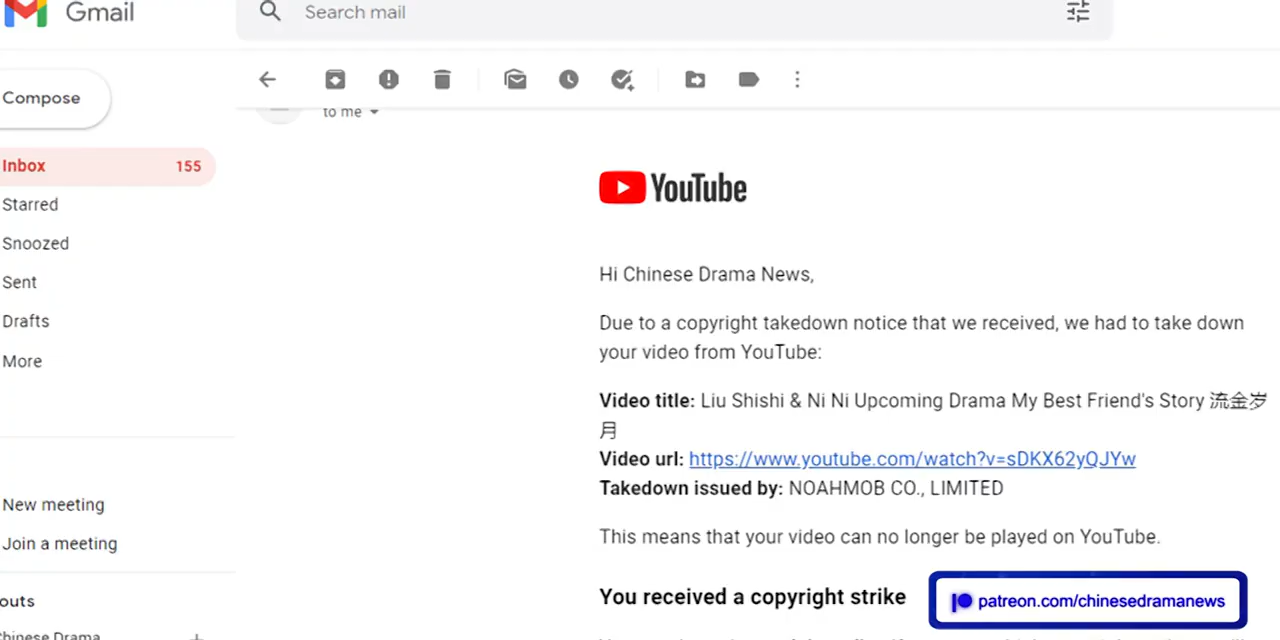 Gmail
Search mail
Compose
to me
Inbox 155
YouTube
Starred
Snoozed
Hi Chinese Drama News,
Sent
Drafts
Due to a copyright takedown notice that we received, we had to take down
your video from YouTube:
More
Video title: Liu Shishi & Ni Ni Upcoming Drama My Best Friend's Story 流金岁
月
Video url: https://www.youtube.com/watch?v=sDKX62yQJYw
Takedown issued by: NOAHMOB CO., LIMITED
New meeting
This means that your video can no longer be played on YouTube.
Join a meeting
You received a copyright strike
patreon.com/chinesedramanews
outs
hinese Drama